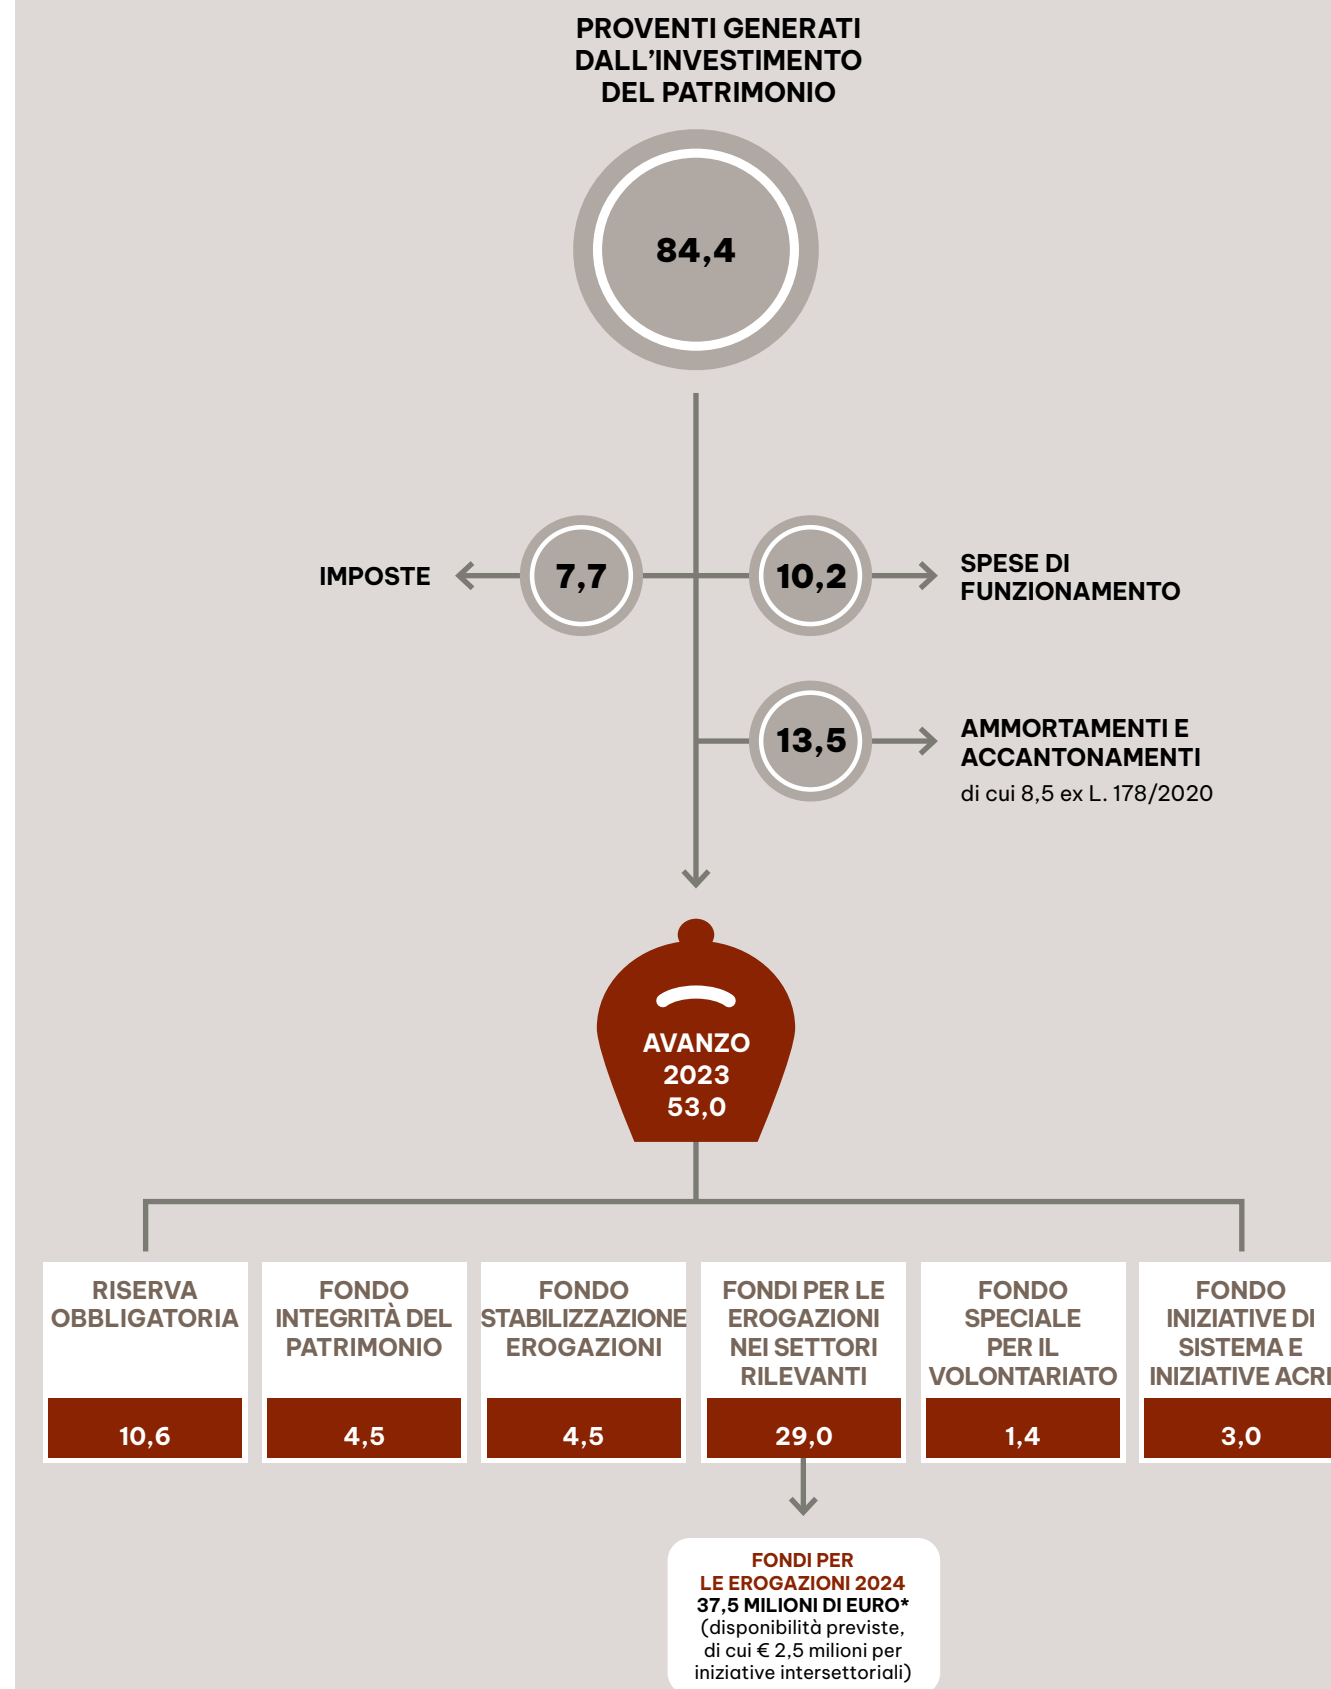 PROVENTI GENERATI
DALL'INVESTIMENTO
DEL PATRIMONIO
84,4
IMPOSTE
7,7
10,2
SPESE DI
FUNZIONAMENTO
13,5
AMMORTAMENTI E
ACCANTONAMENTI
di cui 8,5 ex L. 178/2020
AVANZO
2023
53,0
RISERVA
OBBLIGATORIA
10,6
FONDO
INTEGRITÀ DEL
PATRIMONIO
4,5
FONDO
STABILIZZAZIONE
EROGAZIONI
4,5
FONDI PER LE
EROGAZIONI
NEI SETTORI
RILEVANTI
29,0
FONDO
SPECIALE
PER IL
VOLONTARIATO
1,4
FONDO
INIZIATIVE DI
SISTEMA E
INIZIATIVE ACRI
3,0
FONDI PER
LE EROGAZIONI 2024
37,5 MILIONI DI EURO*
(disponibilità previste,
di cui € 2,5 milioni per
iniziative intersettoriali)